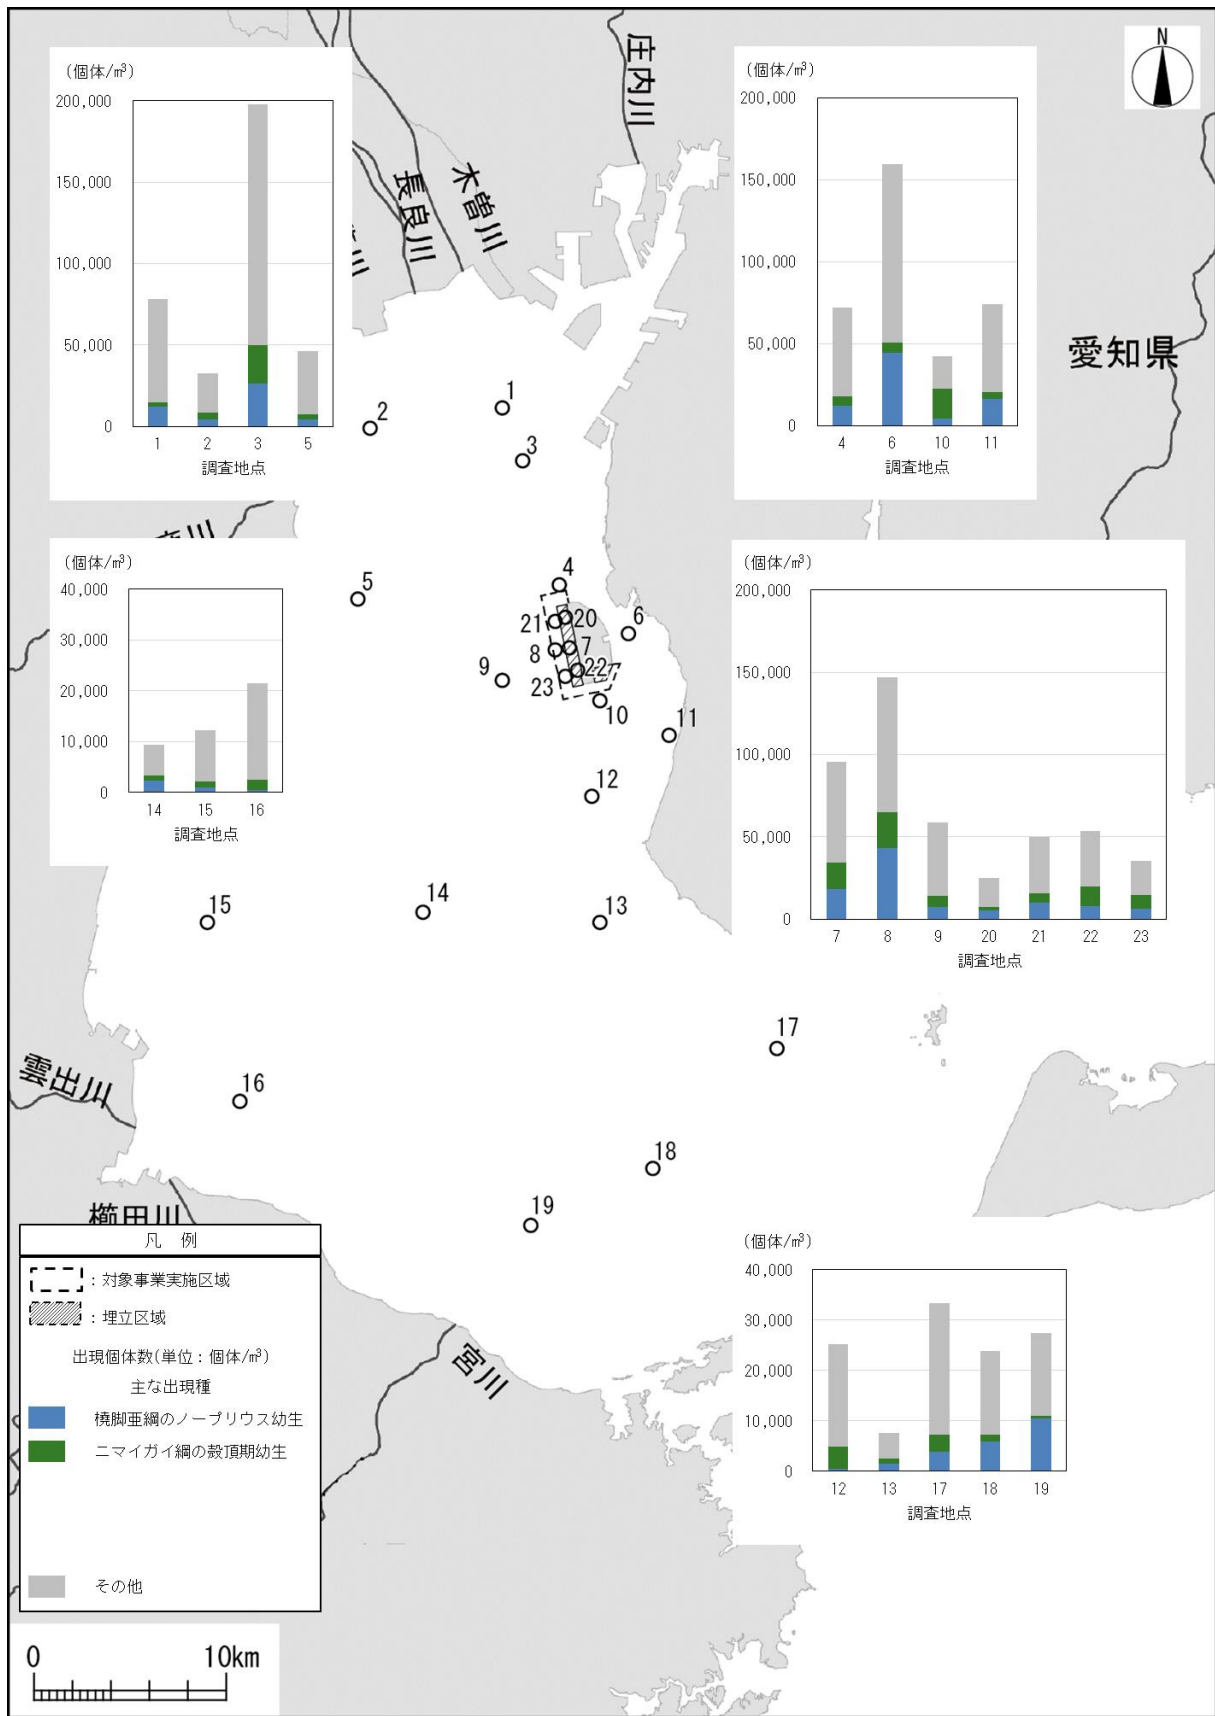 N
庄内川
木曽川
長良川
愛知県
(個体/m³)
200,000
150,000
100,000
50,000
0
1
2
3
5
調査地点
(個体/m³)
200,000
150,000
100,000
50,000
0
4
6
10
11
調査地点
(個体/m³)
40,000
30,000
20,000
10,000
0
14
15
16
調査地点
(個体/m³)
200,000
150,000
100,000
50,000
0
7
8
9
20
21
22
23
調査地点
1
2
3
4
5
20
21
6
7
8
9
22
23
10
11
12
14
13
15
17
16
18
19
雲出川
櫛田川
宮川
(個体/m³)
40,000
30,000
20,000
10,000
0
12
13
17
18
19
調査地点
凡 例
：対象事業実施区域
：埋立区域
出現個体数(単位：個体/m³)
主な出現種
橈脚亜綱のノープリウス幼生
ニマイガイ綱の殻頂期幼生
その他
0
10km